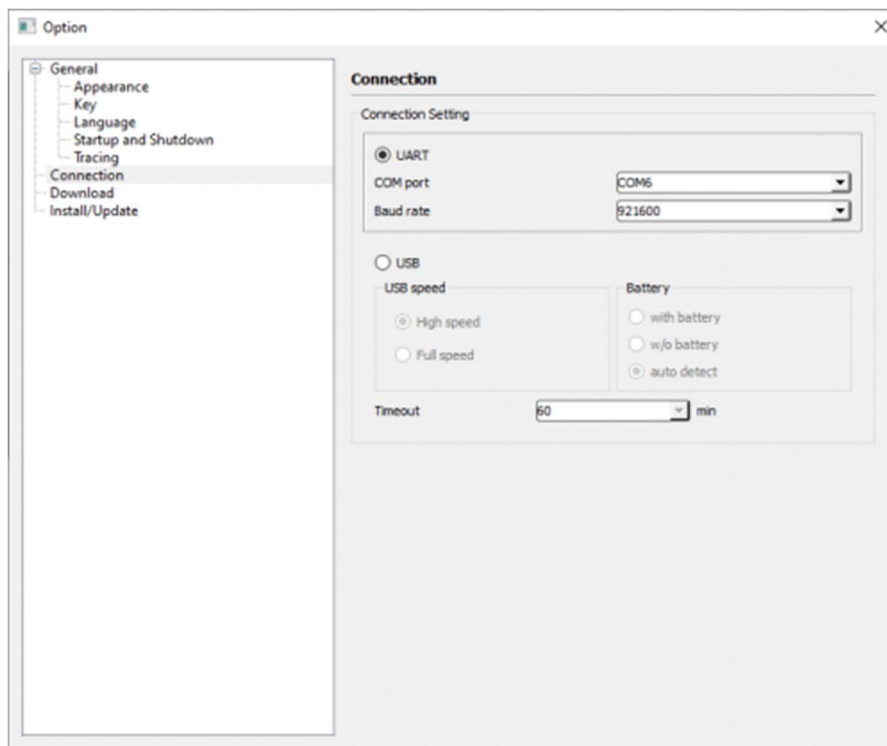 Option
General
Appearance
Key
Language
Startup and Shutdown
Tracing
Connection
Download
Install/Update
Connection
Connection Setting
UART
COM port COM6
Baud rate 921600
USB
USB speed
High speed
Full speed
Battery
with battery
w/o battery
auto detect
Timeout 60 min